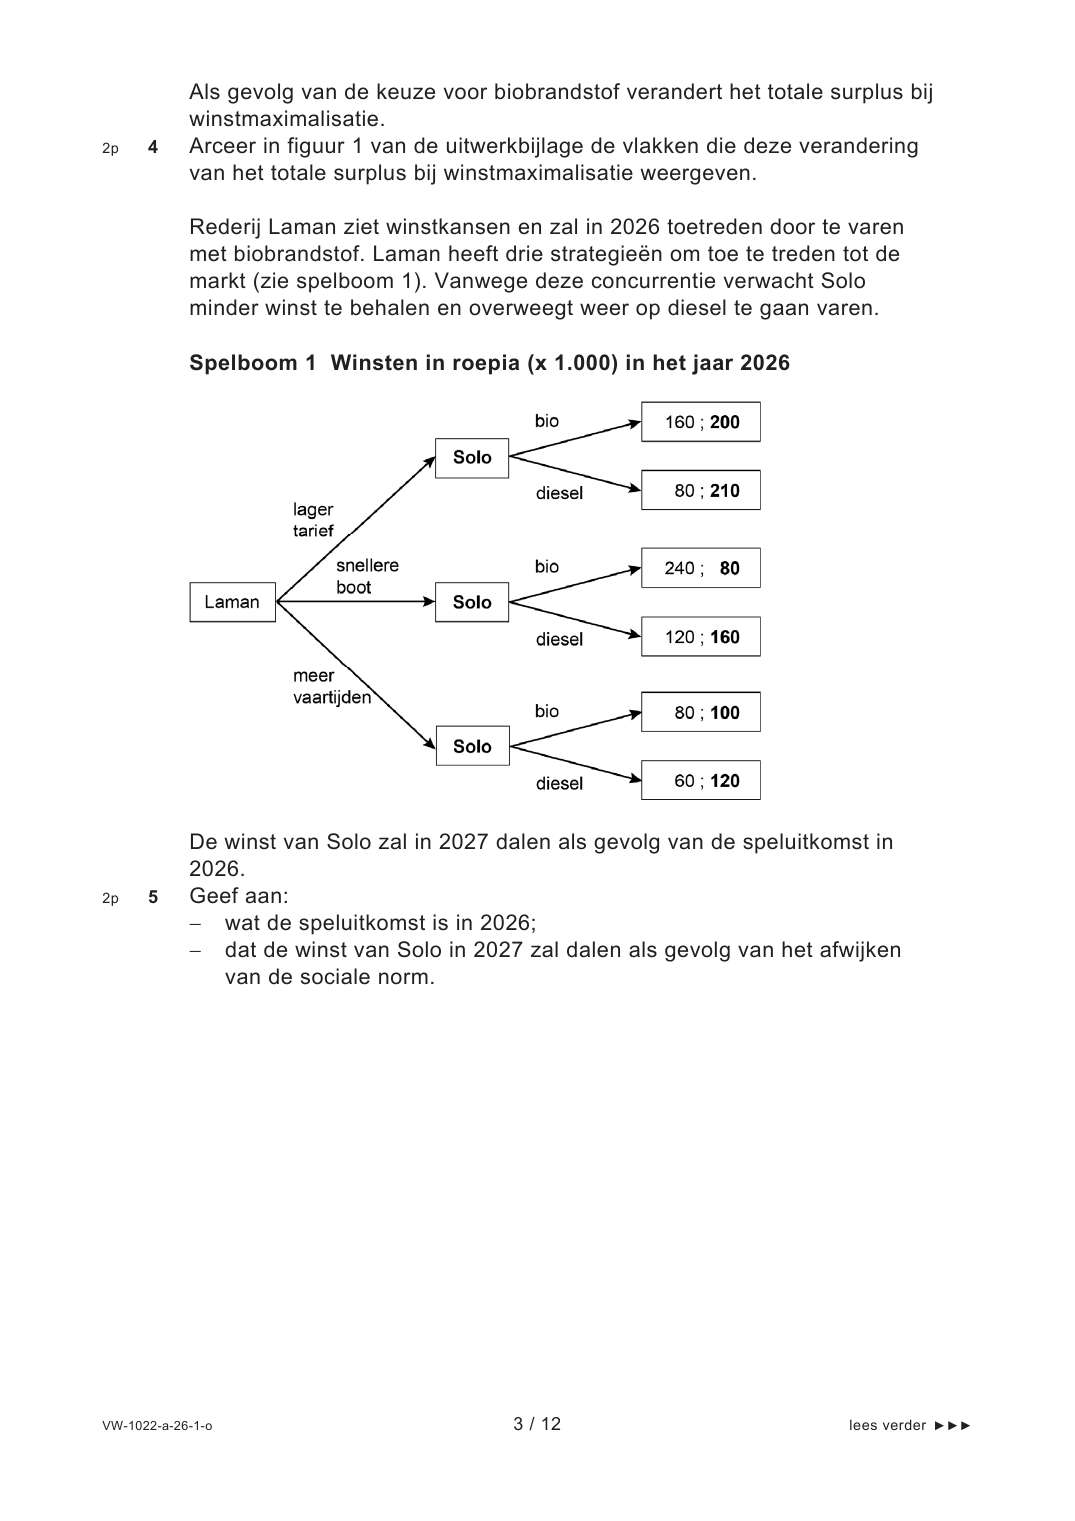 Als gevolg van de keuze voor biobrandstof verandert het totale surplus bij
winstmaximalisatie.
2p 4 Arceer in figuur 1 van de uitwerkbijlage de vlakken die deze verandering
van het totale surplus bij winstmaximalisatie weergeven.
Rederij Laman ziet winstkansen en zal in 2026 toetreden door te varen
met biobrandstof. Laman heeft drie strategieën om toe te treden tot de
markt (zie spelboom 1). Vanwege deze concurrentie verwacht Solo
minder winst te behalen en overweegt weer op diesel te gaan varen.
Spelboom 1 Winsten in roepia (x 1.000) in het jaar 2026
bio
160 ; 200
Solo
diesel
80 ; 210
lager
tarief
snellere
boot
bio
240 ; 80
Laman
Solo
diesel
120 ; 160
meer
vaartijden
bio
80 ; 100
Solo
diesel
60 ; 120
De winst van Solo zal in 2027 dalen als gevolg van de speluitkomst in
2026.
2p 5 Geef aan:
– wat de speluitkomst is in 2026;
– dat de winst van Solo in 2027 zal dalen als gevolg van het afwijken
van de sociale norm.
VW-1022-a-26-1-o 3 / 12 lees verder ►►►